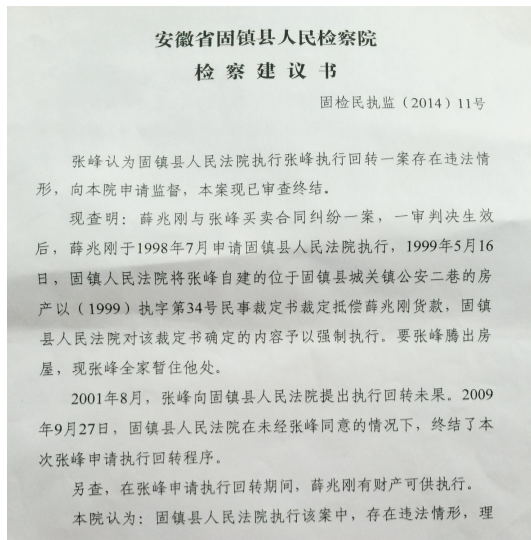 安徽省固镇县人民检察院
检察建议书
固检民执监（2014）11号
张峰认为固镇县人民法院执行张峰执行回转一案存在违法情
形，向本院申请监督，本案现已审查终结。
现查明：薛兆刚与张峰买卖合同纠纷一案，一审判决生效
后，薛兆刚于1998年7月申请固镇县人民法院执行，1999年5月16
日，固镇人民法院将张峰自建的位于固镇县城关镇公安二巷的房
产以（1999）执字第34号民事裁定书裁定抵偿薛兆刚货款，固镇
县人民法院对该裁定书确定的内容予以强制执行。要张峰腾出房
屋，现张峰全家暂住他处。
2001年8月，张峰向固镇县人民法院提出执行回转未果。2009
年9月27日，固镇县人民法院在未经张峰同意的情况下，终结了本
次张峰申请执行回转程序。
另查，在张峰申请执行回转期间，薛兆刚有财产可供执行。
本院认为：固镇县人民法院执行该案中，存在违法情形，理